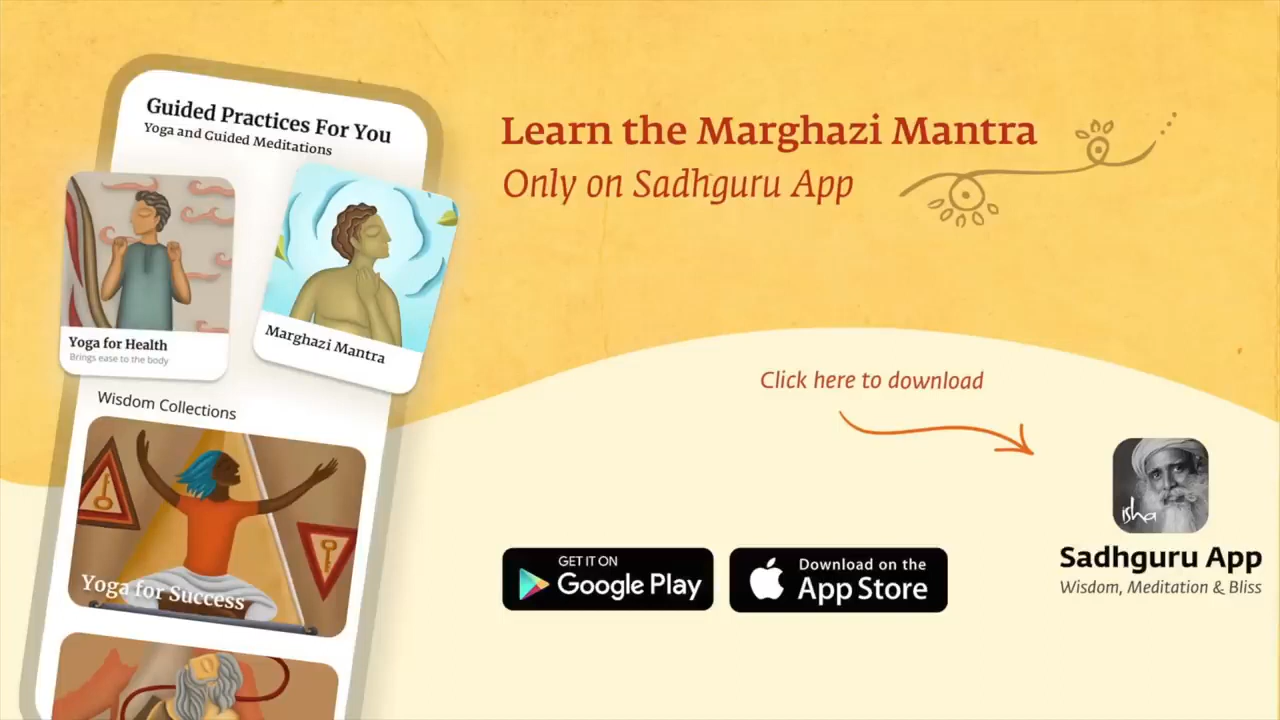 Guided Practices For You
Yoga and Guided Meditations
Yoga for Health
Brings ease to the body
Marghazi Mantra
Wisdom Collections
Yoga for Success
Learn the Marghazi Mantra
Only on Sadhguru App
Click here to download
isha
GET IT ON
Google Play
Download on the
App Store
Sadhguru App
Wisdom, Meditation & Bliss